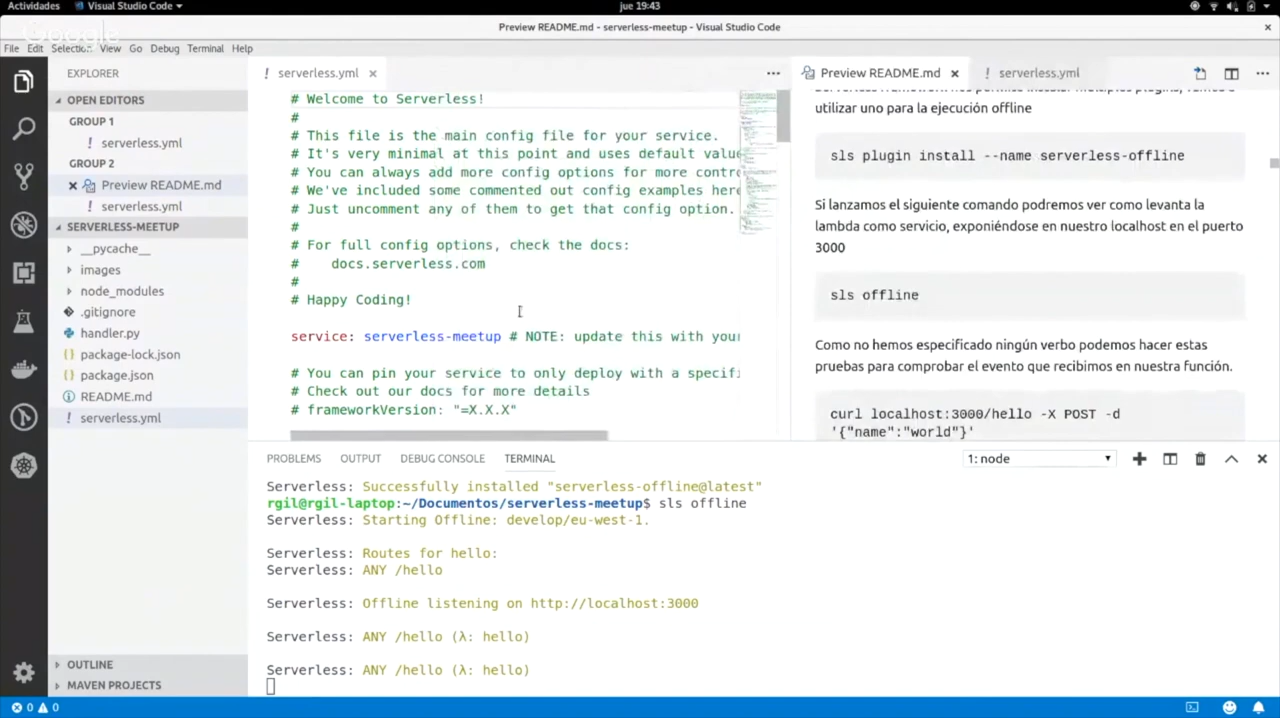 Actividades Visual Studio Code jue 19:43
Preview README.md - serverless-meetup - Visual Studio Code
Google
File Edit Selection View Go Debug Terminal Help
EXPLORER
OPEN EDITORS
GROUP 1
! serverless.yml
GROUP 2
Preview README.md
! serverless.yml
SERVERLESS-MEETUP
__pycache__
images
node_modules
.gitignore
handler.py
package-lock.json
package.json
README.md
! serverless.yml
OUTLINE
MAVEN PROJECTS
! serverless.yml
# Welcome to Serverless!
#
# This file is the main config file for your service.
# It's very minimal at this point and uses default value
# You can always add more config options for more contro
# We've included some commented out config examples here
# Just uncomment any of them to get that config option.
#
# For full config options, check the docs:
# docs.serverless.com
#
# Happy Coding!
service: serverless-meetup # NOTE: update this with your
# You can pin your service to only deploy with a specifi
# Check out our docs for more details
# frameworkVersion: "=X.X.X"
Preview README.md ! serverless.yml
utilizar uno para la ejecución offline
sls plugin install --name serverless-offline
Si lanzamos el siguiente comando podremos ver como levanta la
lambda como servicio, exponiéndose en nuestro localhost en el puerto
3000
sls offline
Como no hemos especificado ningún verbo podemos hacer estas
pruebas para comprobar el evento que recibimos en nuestra función.
curl localhost:3000/hello -X POST -d
'{"name":"world"}'
PROBLEMS OUTPUT DEBUG CONSOLE TERMINAL 1: node
Serverless: Successfully installed "serverless-offline@latest"
rgil@rgil-laptop:~/Documentos/serverless-meetup$ sls offline
Serverless: Starting Offline: develop/eu-west-1.
Serverless: Routes for hello:
Serverless: ANY /hello
Serverless: Offline listening on http://localhost:3000
Serverless: ANY /hello (λ: hello)
Serverless: ANY /hello (λ: hello)
0 0